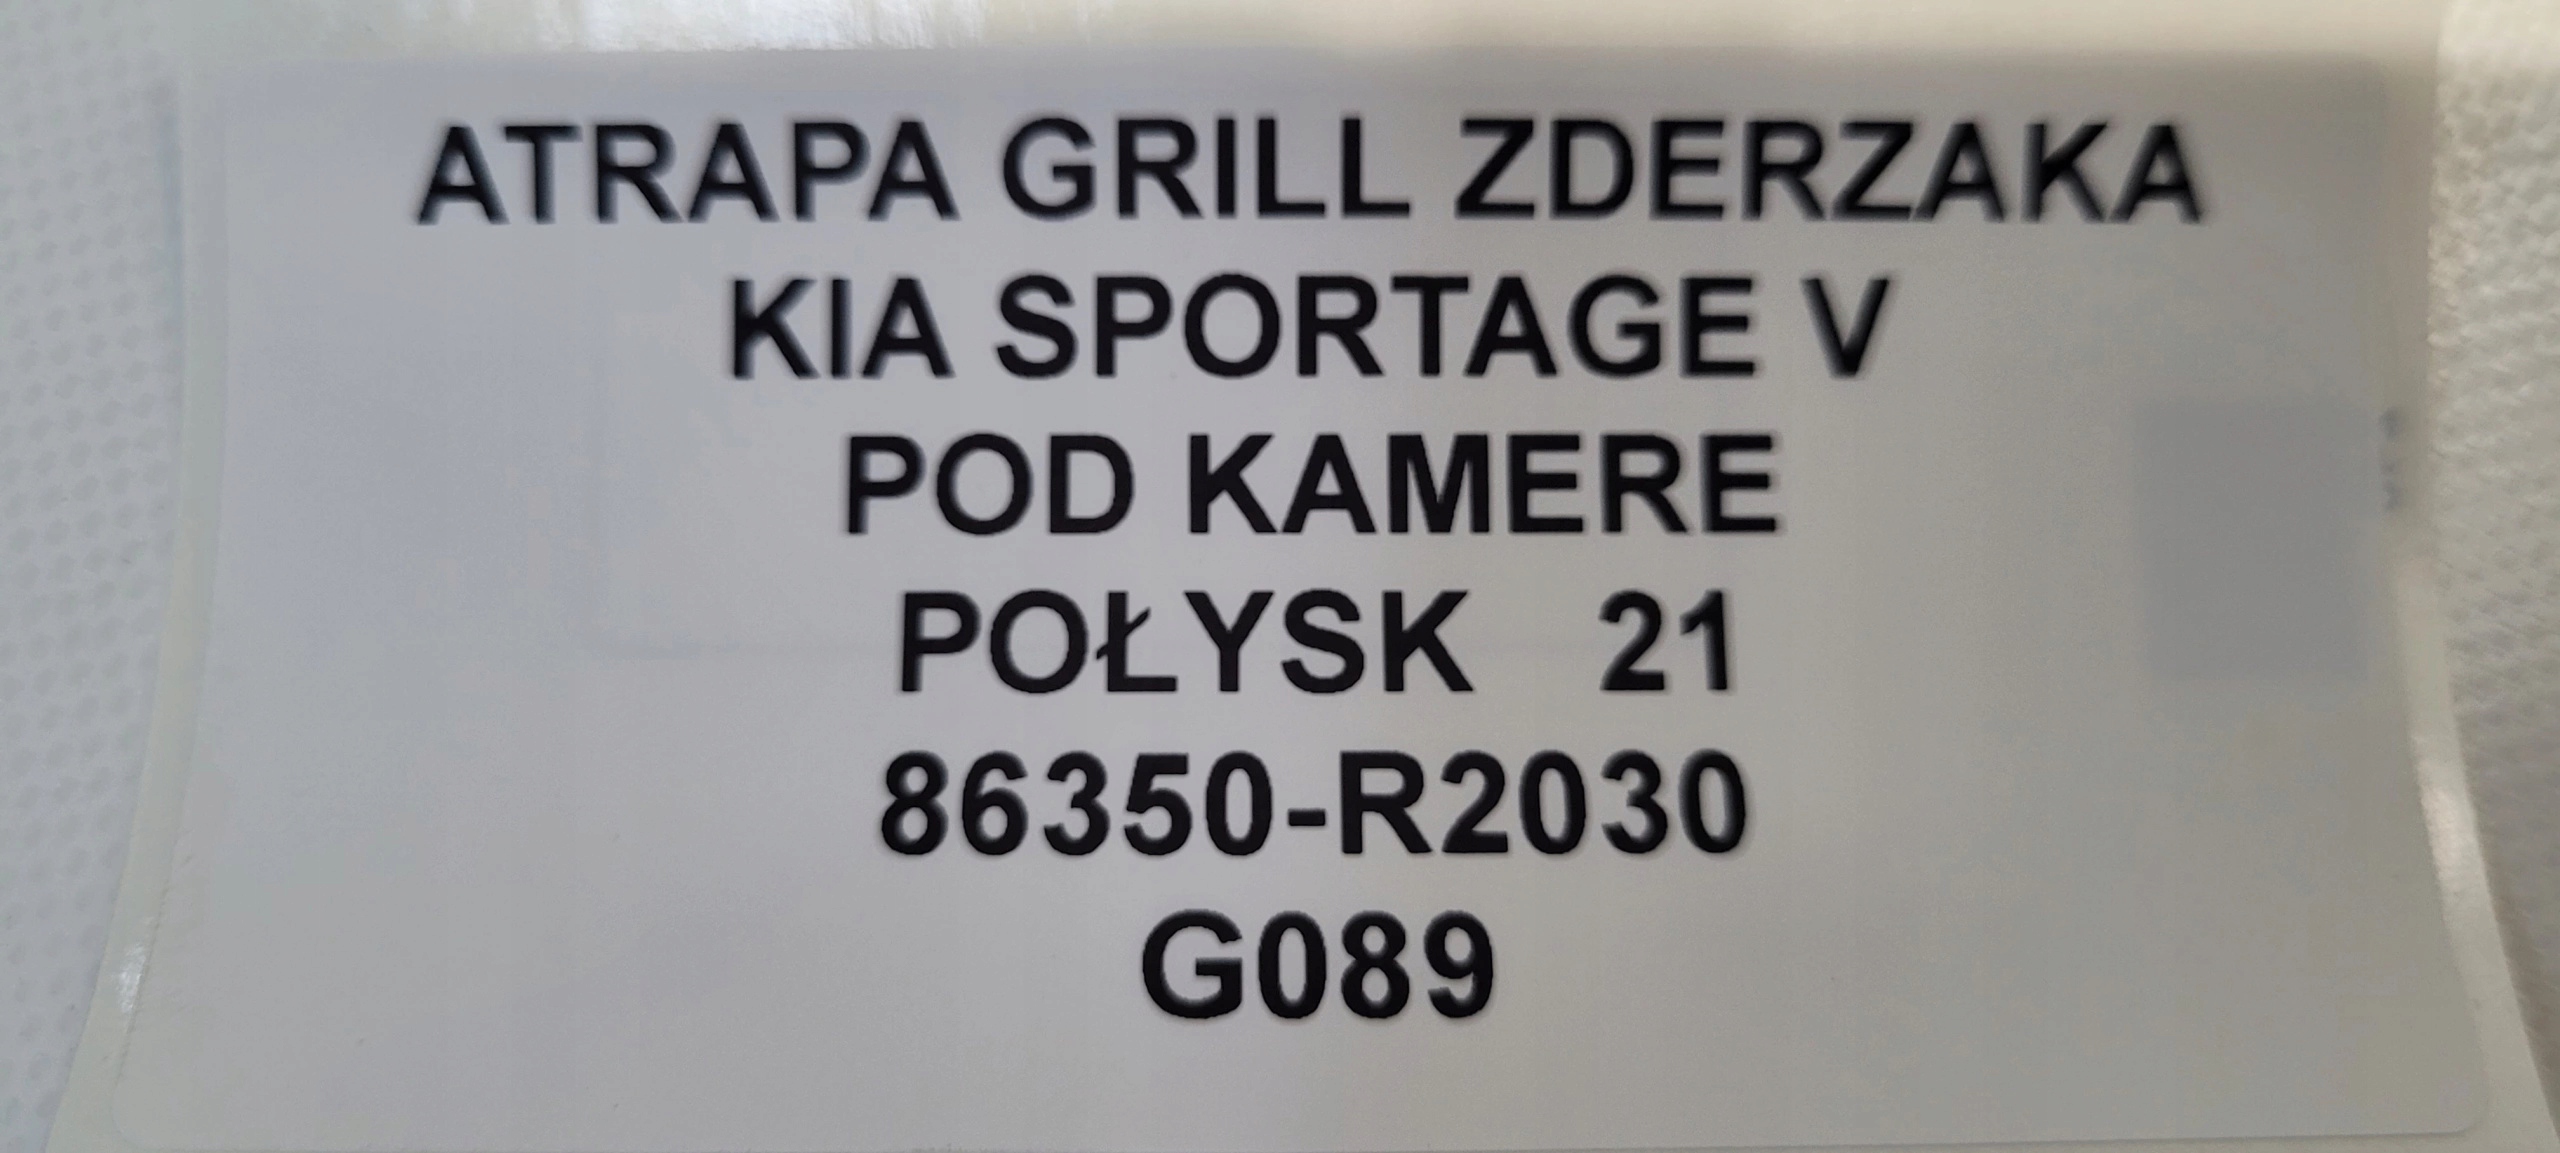 ATRAPA GRILL ZDERZAKA
KIA SPORTAGE V
POD KAMERE
POŁYSK 21
86350-R2030
G089